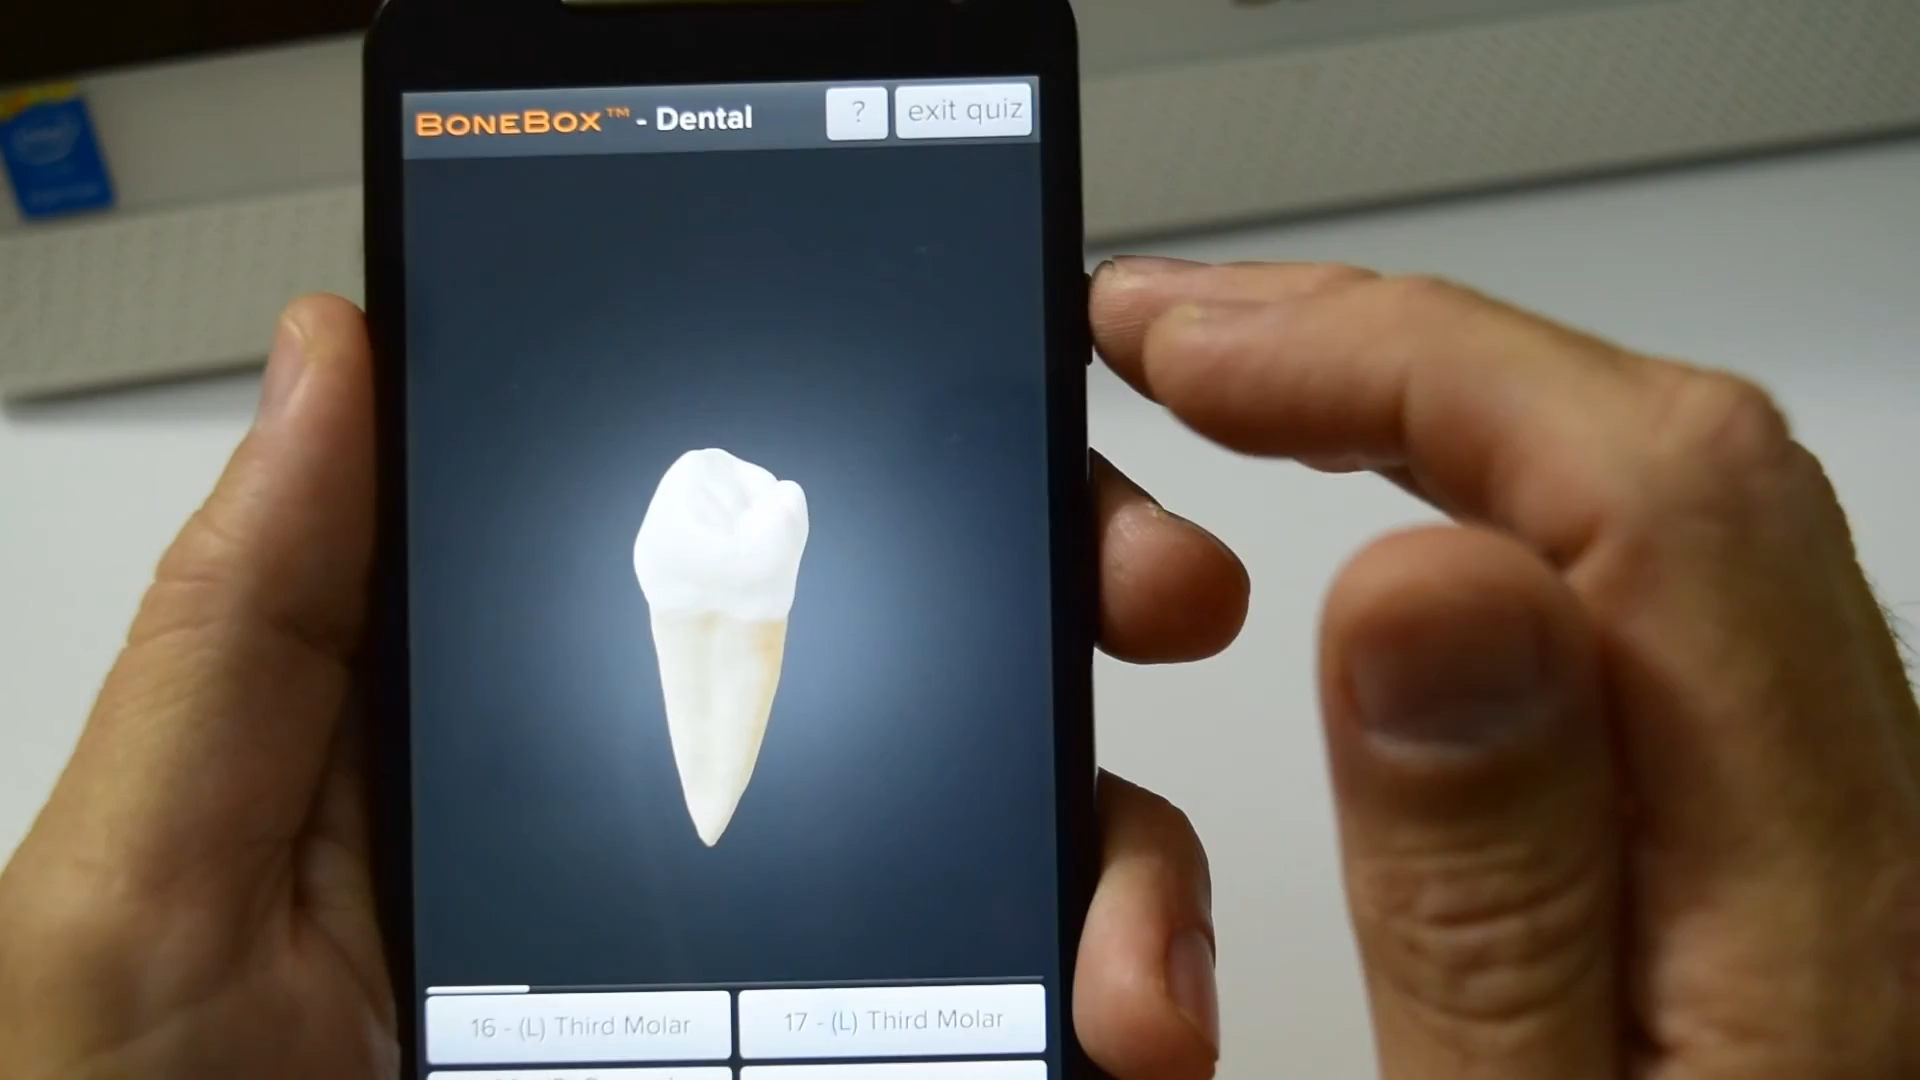 BONEBOX™ - Dental
?
exit quiz
16 - (L) Third Molar
17 - (L) Third Molar